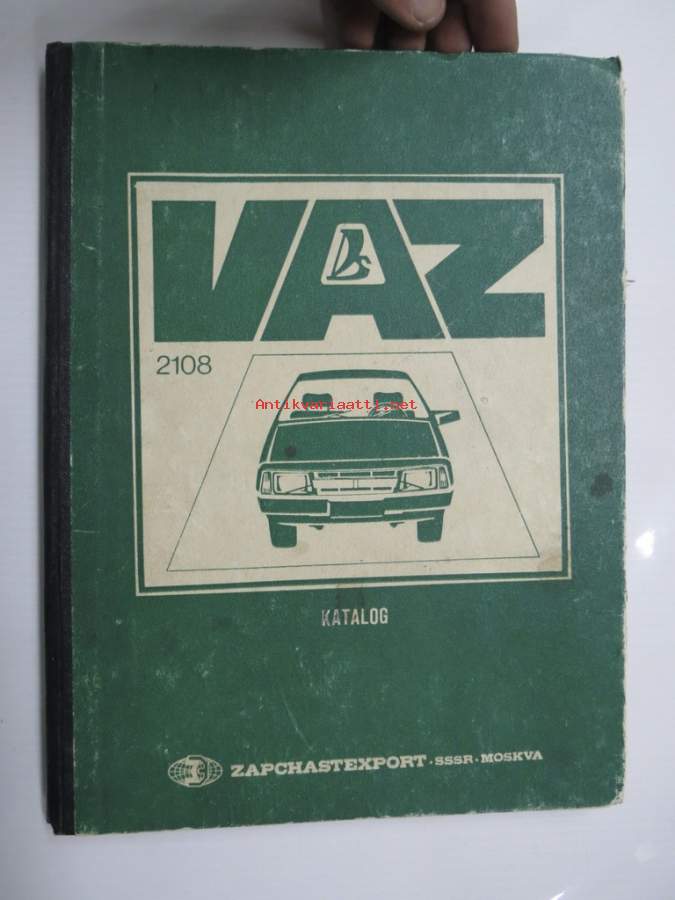 VAZ
2108
Antikvariaatti.net
KATALOG
ZAPCHASTEXPORT · SSSR · MOSKVA